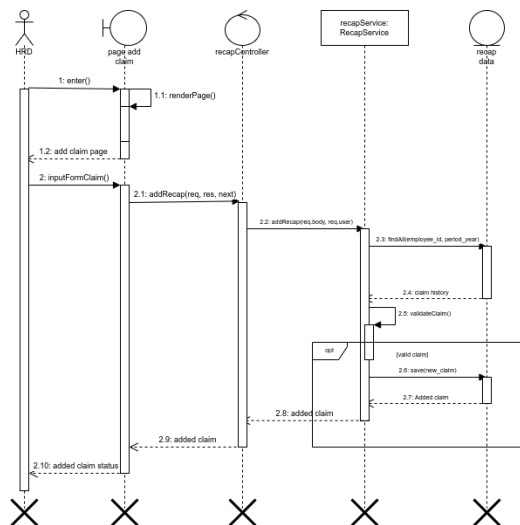 HRD
page add
claim
recapController
recapService:
RecapService
recap
data
1: enter()
1.1: renderPage()
1.2: add claim page
2: inputFormClaim()
2.1: addRecap(req, res, next)
2.2: addRecap(req.body, req.user)
2.3: findAll(employee_id, period_year)
2.4: claim history
2.5: validateClaim()
opt
[valid claim]
2.6: save(new_claim)
2.7: Added claim
2.8: added claim
2.9: added claim
2.10: added claim status